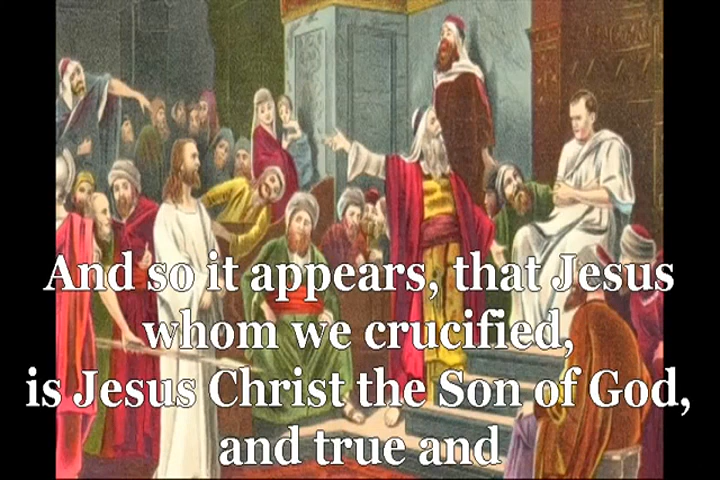 And so it appears, that Jesus
whom we crucified,
is Jesus Christ the Son of God,
and true and